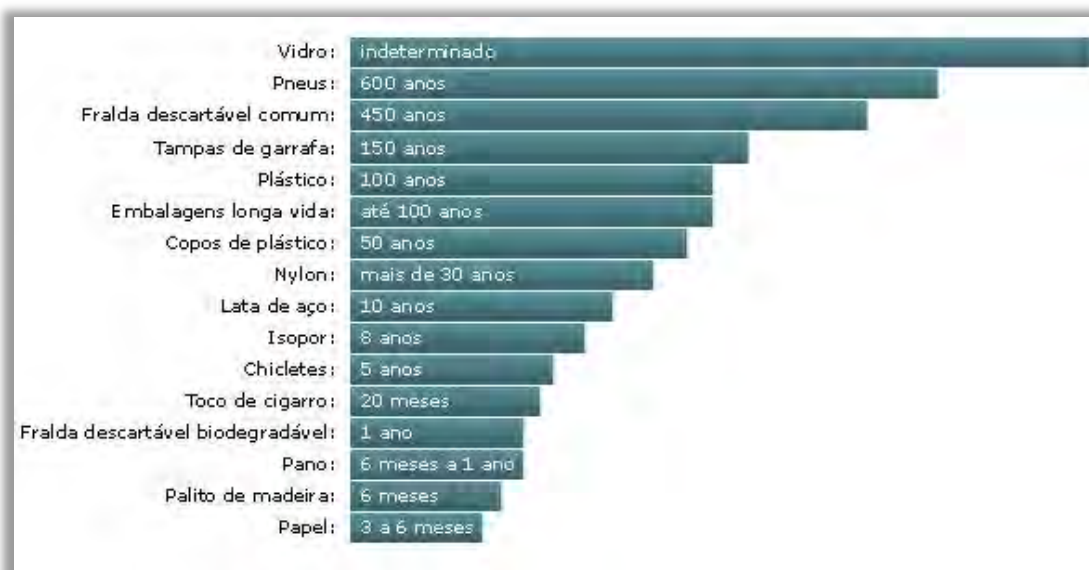 Vidro: indeterminado
Pneus: 600 anos
Fralda descartável comum: 450 anos
Tampas de garrafa: 150 anos
Plástico: 100 anos
Embalagens longa vida: até 100 anos
Copos de plástico: 50 anos
Nylon: mais de 30 anos
Lata de aço: 10 anos
Isopor: 8 anos
Chicletes: 5 anos
Toco de cigarro: 20 meses
Fralda descartável biodegradável: 1 ano
Pano: 6 meses a 1 ano
Palito de madeira: 6 meses
Papel: 3 a 6 meses